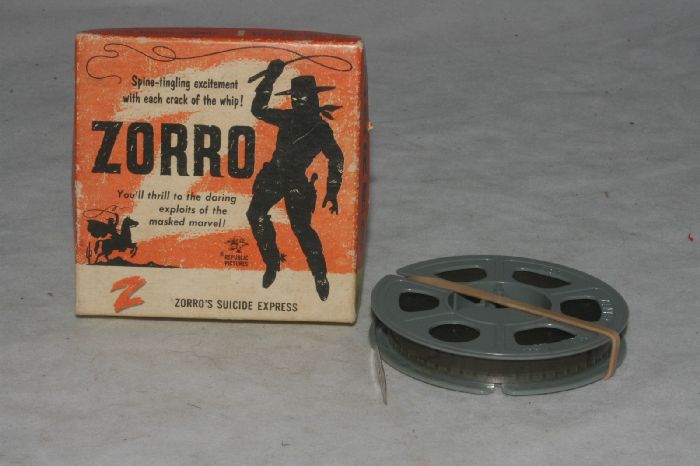 Spine-tingling excitement
with each crack of the whip!
ZORRO
You'll thrill to the daring
exploits of the
masked marvel!
REPUBLIC
PICTURES
Z
ZORRO'S SUICIDE EXPRESS